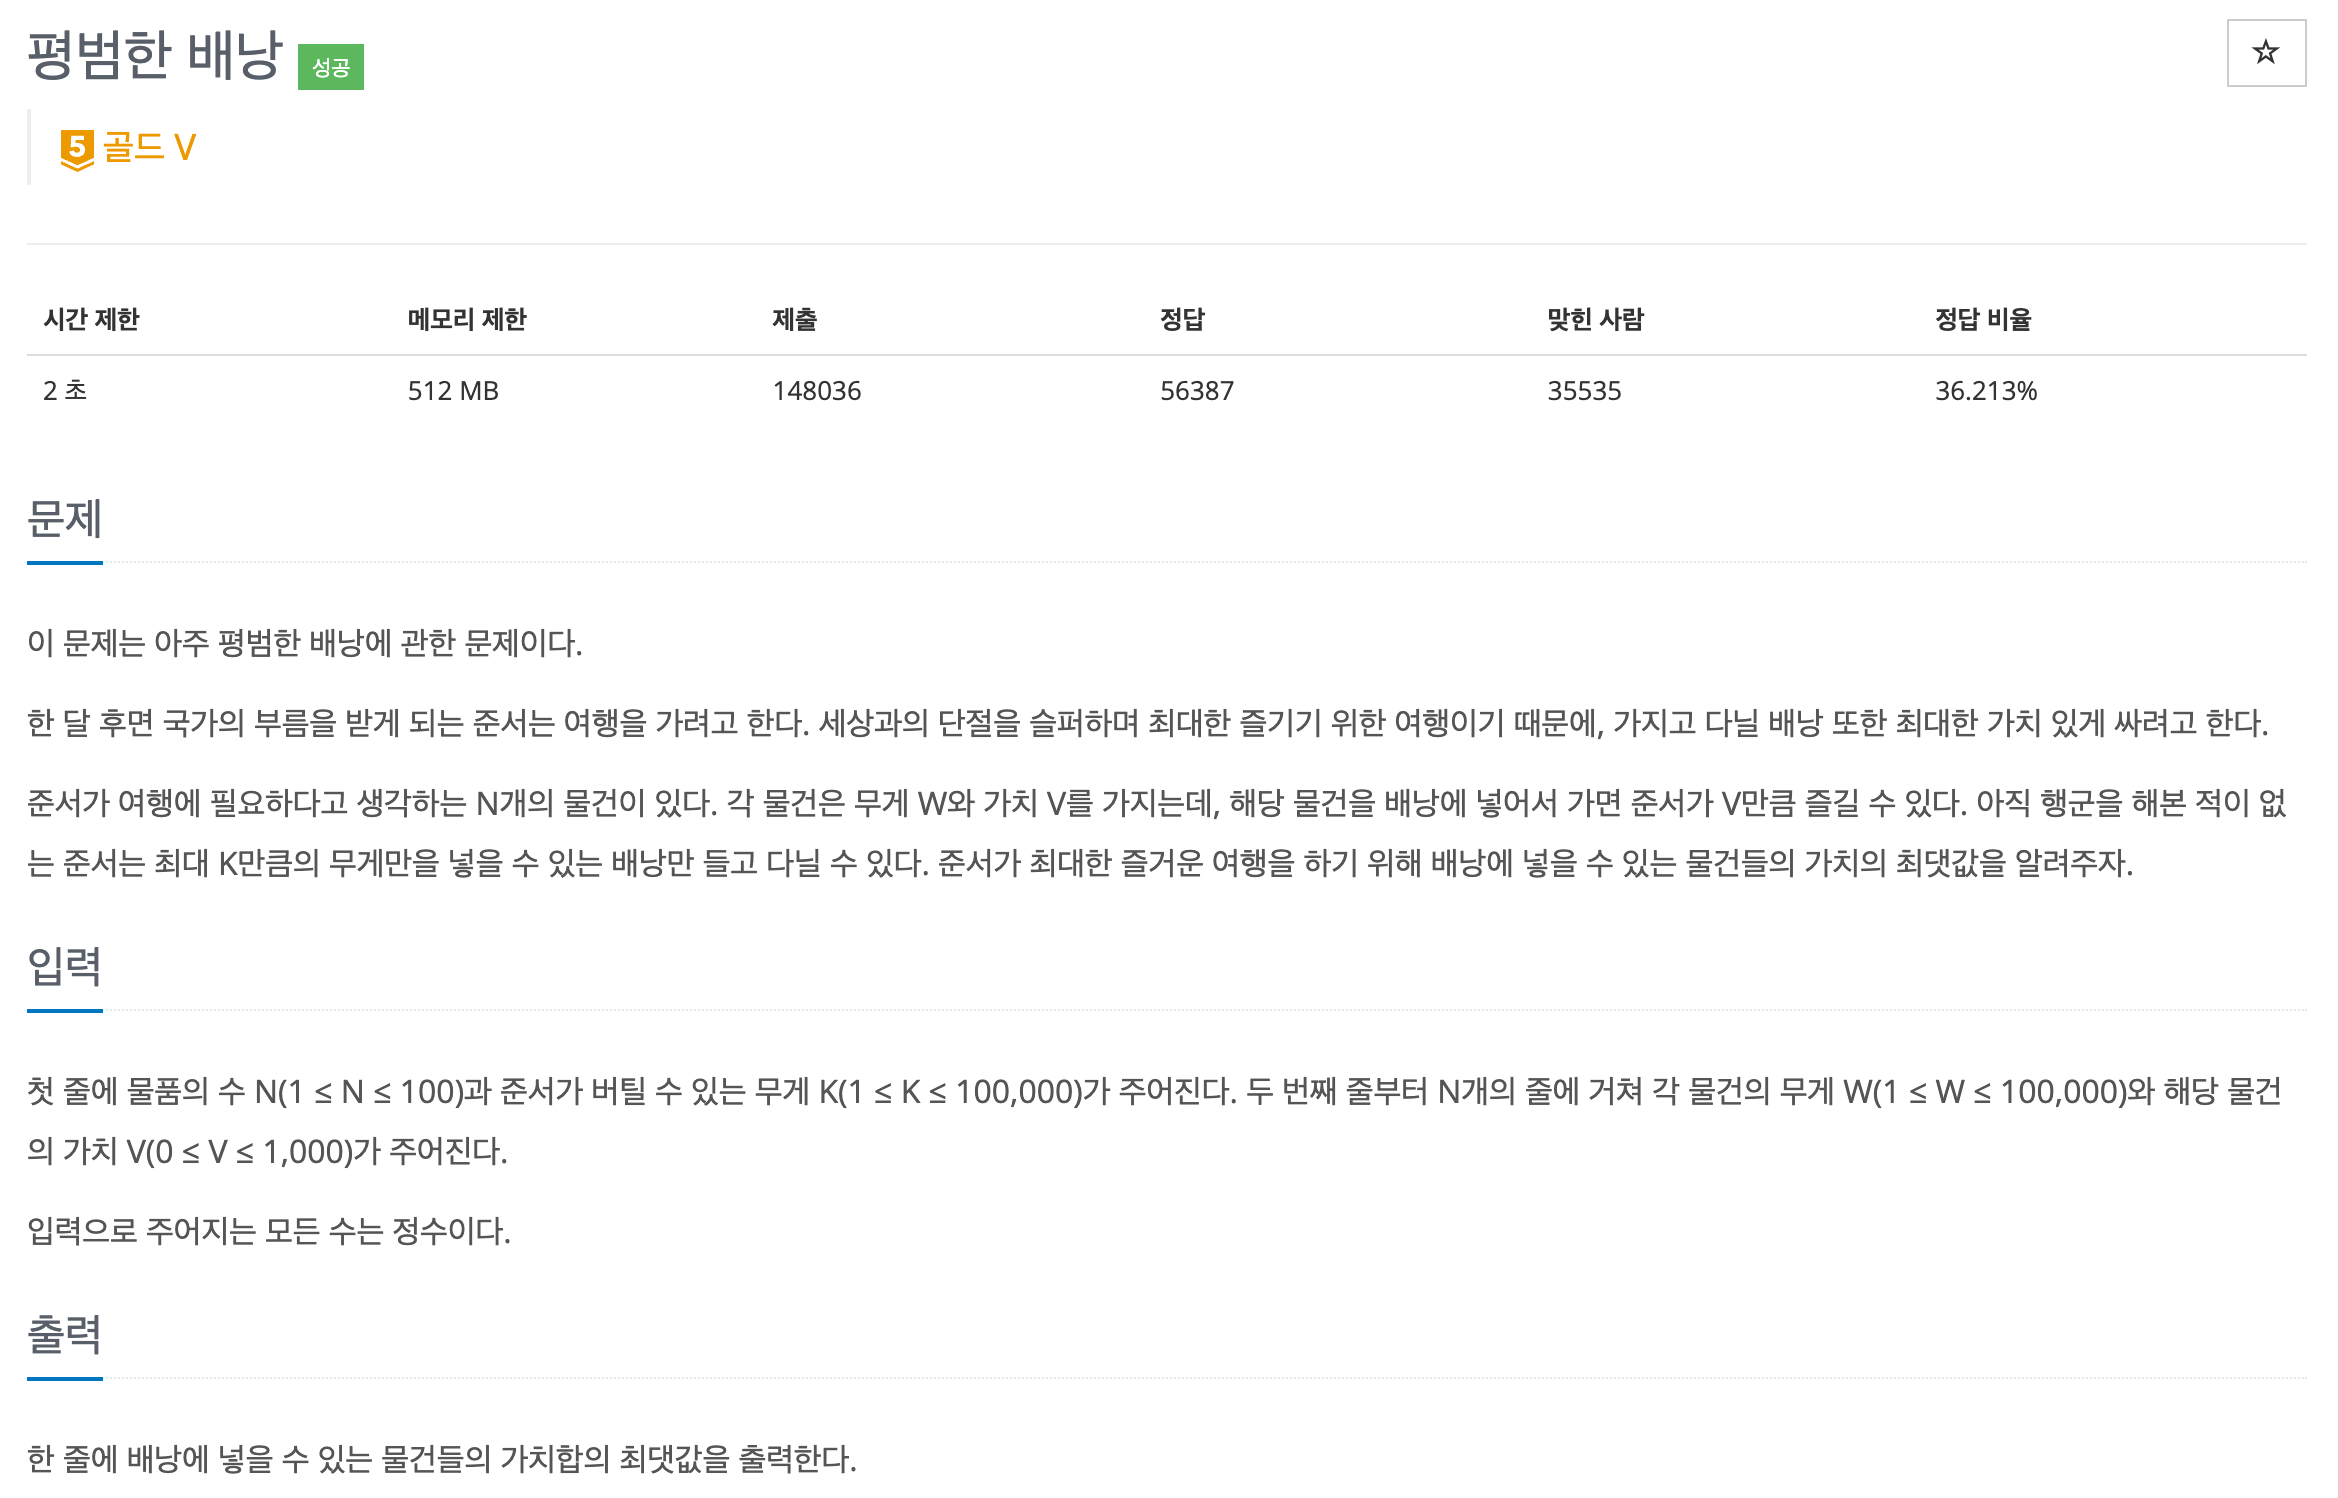 평범한 배낭 성공
☆
5 골드 V
시간 제한 메모리 제한 제출 정답 맞힌 사람 정답 비율
2 초 512 MB 148036 56387 35535 36.213%
문제
이 문제는 아주 평범한 배낭에 관한 문제이다.
한 달 후면 국가의 부름을 받게 되는 준서는 여행을 가려고 한다. 세상과의 단절을 슬퍼하며 최대한 즐기기 위한 여행이기 때문에, 가지고 다닐 배낭 또한 최대한 가치 있게 싸려고 한다.
준서가 여행에 필요하다고 생각하는 N개의 물건이 있다. 각 물건은 무게 W와 가치 V를 가지는데, 해당 물건을 배낭에 넣어서 가면 준서가 V만큼 즐길 수 있다. 아직 행군을 해본 적이 없
는 준서는 최대 K만큼의 무게만을 넣을 수 있는 배낭만 들고 다닐 수 있다. 준서가 최대한 즐거운 여행을 하기 위해 배낭에 넣을 수 있는 물건들의 가치의 최댓값을 알려주자.
입력
첫 줄에 물품의 수 N(1 ≤ N ≤ 100)과 준서가 버틸 수 있는 무게 K(1 ≤ K ≤ 100,000)가 주어진다. 두 번째 줄부터 N개의 줄에 거쳐 각 물건의 무게 W(1 ≤ W ≤ 100,000)와 해당 물건
의 가치 V(0 ≤ V ≤ 1,000)가 주어진다.
입력으로 주어지는 모든 수는 정수이다.
출력
한 줄에 배낭에 넣을 수 있는 물건들의 가치합의 최댓값을 출력한다.